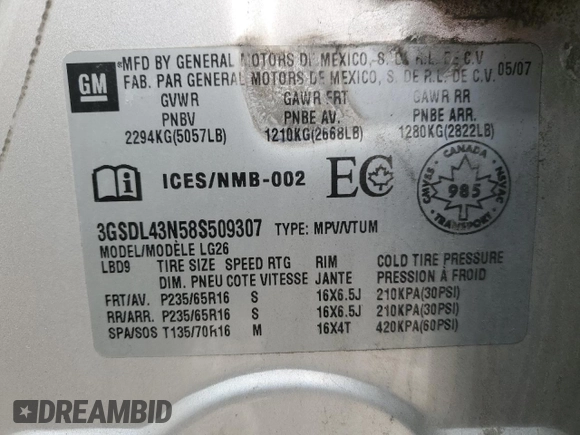 GM
MFD BY GENERAL MOTORS DE MEXICO, S. DE R.L. DE C.V.
FAB. PAR GENERAL MOTORS DE MEXICO, S. DE R.L. DE C.V. 05/07
GVWR GAWR FRT GAWR RR
PNBV PNBE AV. PNBE ARR.
2294KG(5057LB) 1210KG(2668LB) 1280KG(2822LB)
ICES/NMB-002 EC
CANADA
CMVSS 985 NSVAC
TRANSPORT
3GSDL43N58S509307 TYPE: MPV/VTUM
MODEL/MODÈLE LG26
LBD9 TIRE SIZE SPEED RTG RIM COLD TIRE PRESSURE
DIM. PNEU COTE VITESSE JANTE PRESSION À FROID
FRT/AV. P235/65R16 S 16X6.5J 210KPA(30PSI)
RR/ARR. P235/65R16 S 16X6.5J 210KPA(30PSI)
SPA/SOS T135/70R16 M 16X4T 420KPA(60PSI)
DREAMBID